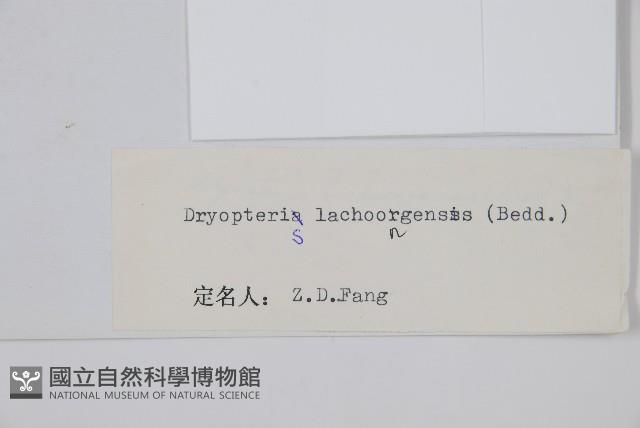 Dryopteria lachoorgensis (Bedd.)
s n
定名人: Z.D.Fang
國立自然科學博物館
NATIONAL MUSEUM OF NATURAL SCIENCE